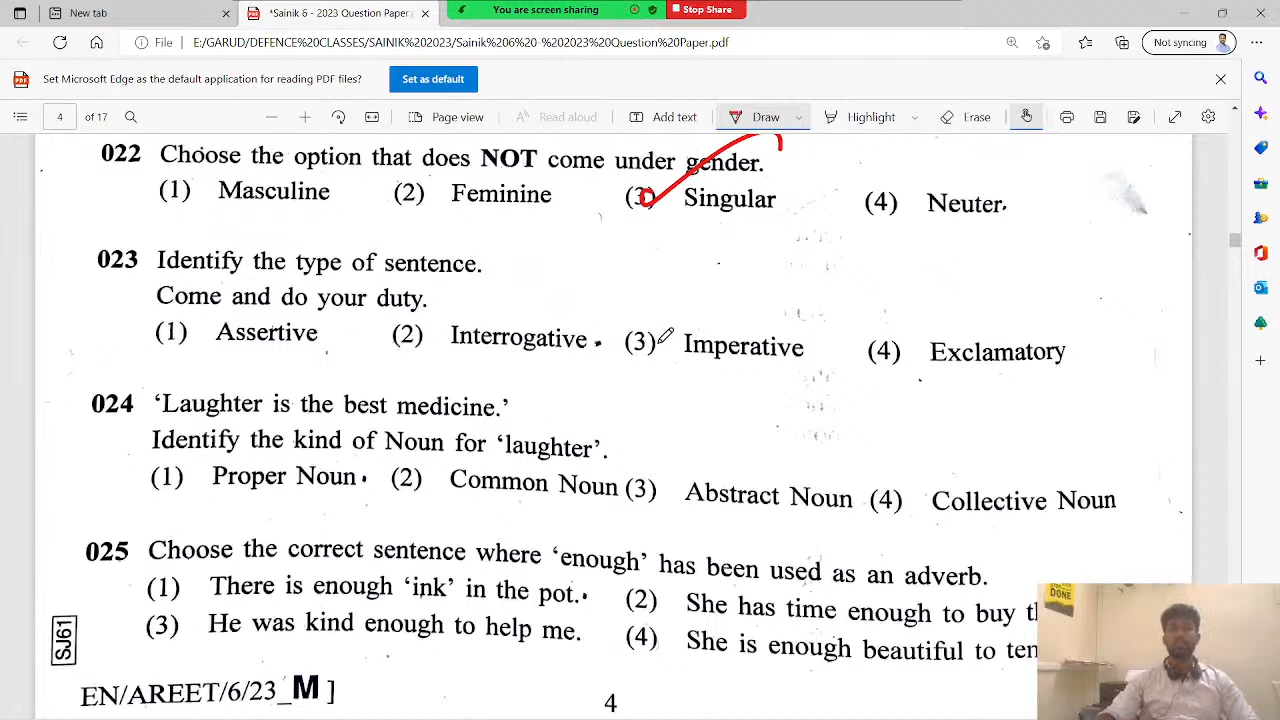 New tab
*Sainik 6 - 2023 Question Paper.p
You are screen sharing
Stop Share
File
E:/GARUD/DEFENCE%20CLASSES/SAINIK%202023/Sainik%206%20-%202023%20Question%20Paper.pdf
Not syncing
Set Microsoft Edge as the default application for reading PDF files?
Set as default
4
of 17
Page view
Read aloud
Add text
Draw
Highlight
Erase
022 Choose the option that does NOT come under gender.
(1) Masculine (2) Feminine (3) Singular (4) Neuter.
023 Identify the type of sentence.
Come and do your duty.
(1) Assertive (2) Interrogative. (3) Imperative (4) Exclamatory
024 ‘Laughter is the best medicine.’
Identify the kind of Noun for ‘laughter’.
(1) Proper Noun. (2) Common Noun (3) Abstract Noun (4) Collective Noun
025 Choose the correct sentence where ‘enough’ has been used as an adverb.
(1) There is enough ‘ink’ in the pot. (2) She has time enough to buy
(3) He was kind enough to help me. (4) She is enough beautiful to
SJ61
EN/AREET/6/23_M ]
4
DONE